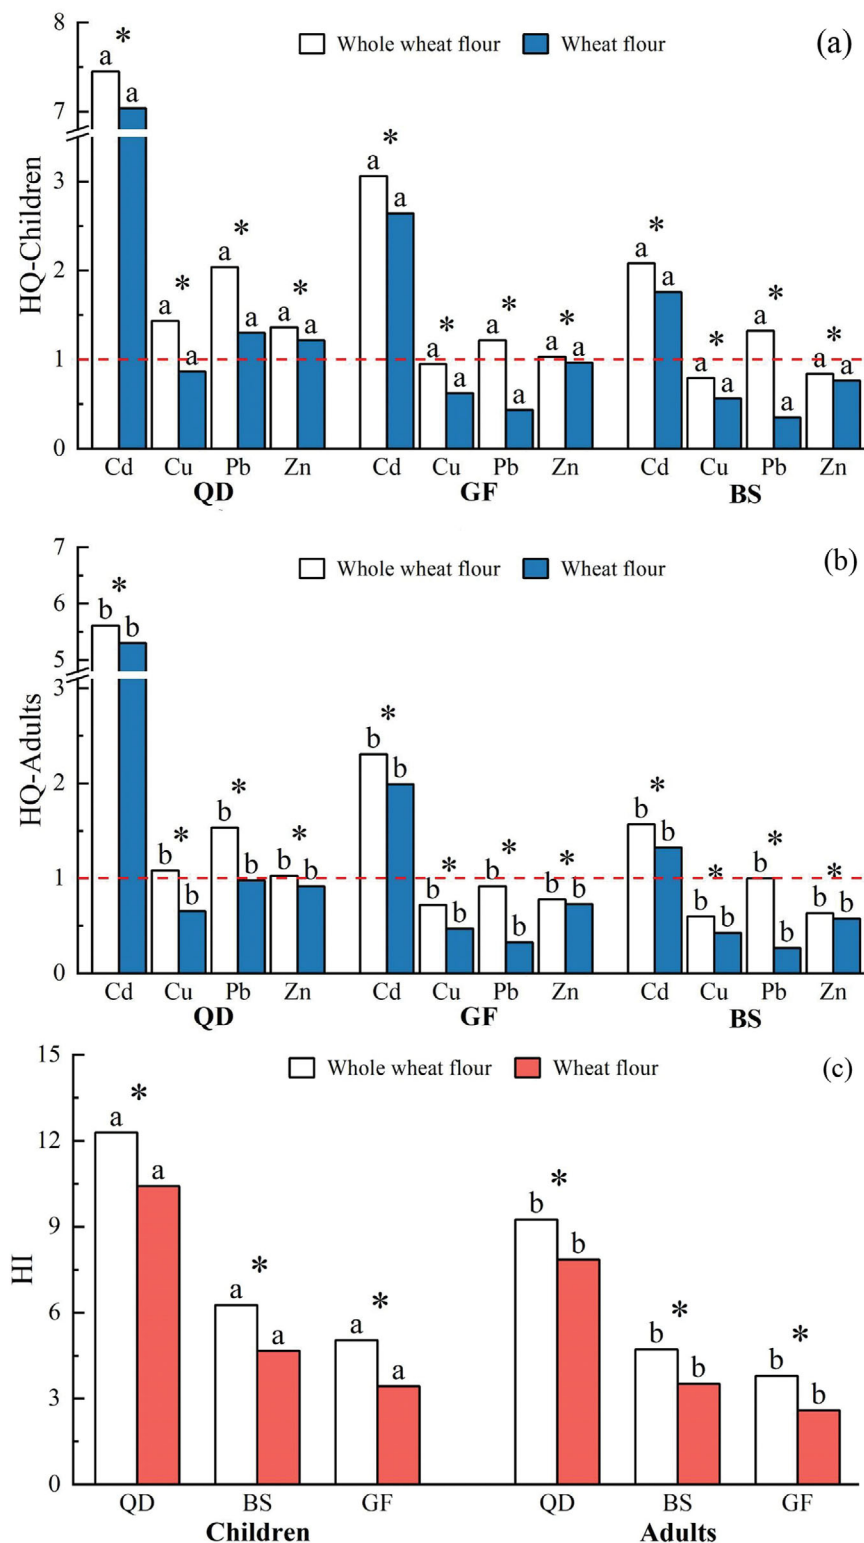 (a)
Whole wheat flour Wheat flour
HQ-Children
8
7
3
2
1
0
a * a
a * a
a * a
a * a
a * a
a * a
a * a
a * a
a * a
a * a
a * a
a * a
Cd Cu Pb Zn Cd Cu Pb Zn Cd Cu Pb Zn
QD GF BS
(b)
Whole wheat flour Wheat flour
HQ-Adults
7
6
5
3
2
1
0
b * b
b * b
b * b
b * b
b * b
b * b
b * b
b * b
b * b
b * b
b * b
b * b
Cd Cu Pb Zn Cd Cu Pb Zn Cd Cu Pb Zn
QD GF BS
(c)
Whole wheat flour Wheat flour
HI
15
12
9
6
3
0
a * a
a * a
a * a
b * b
b * b
b * b
QD BS GF QD BS GF
Children Adults